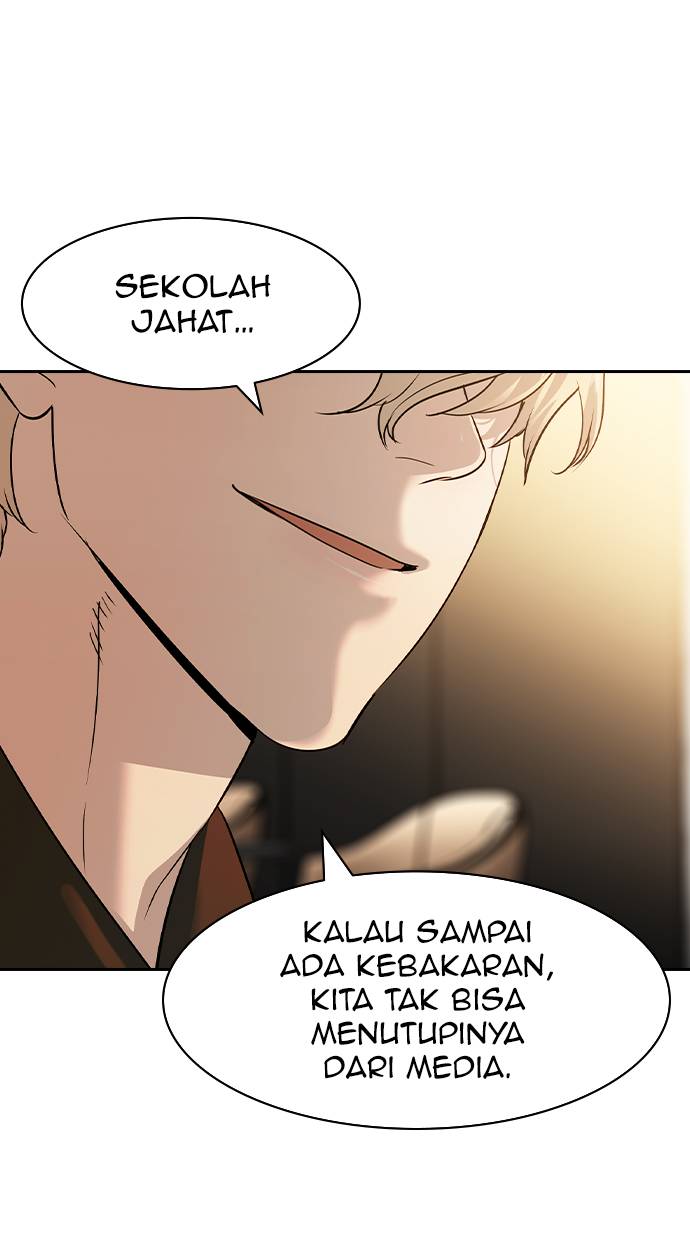 SEKOLAH
JAHAT...
KALAU SAMPAI
ADA KEBAKARAN,
KITA TAK BISA
MENUTUPINYA
DARI MEDIA.